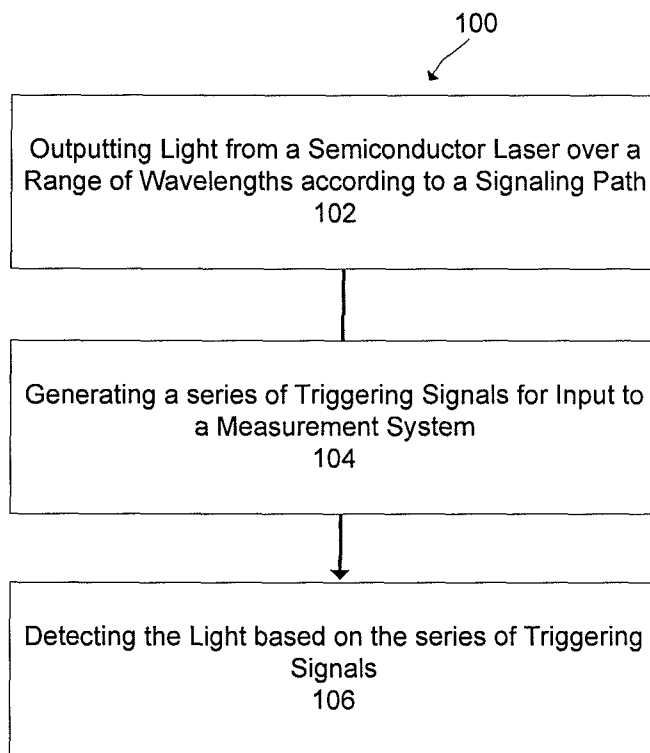 100
Outputting Light from a Semiconductor Laser over a
Range of Wavelengths according to a Signaling Path
102
Generating a series of Triggering Signals for Input to
a Measurement System
104
Detecting the Light based on the series of Triggering
Signals
106